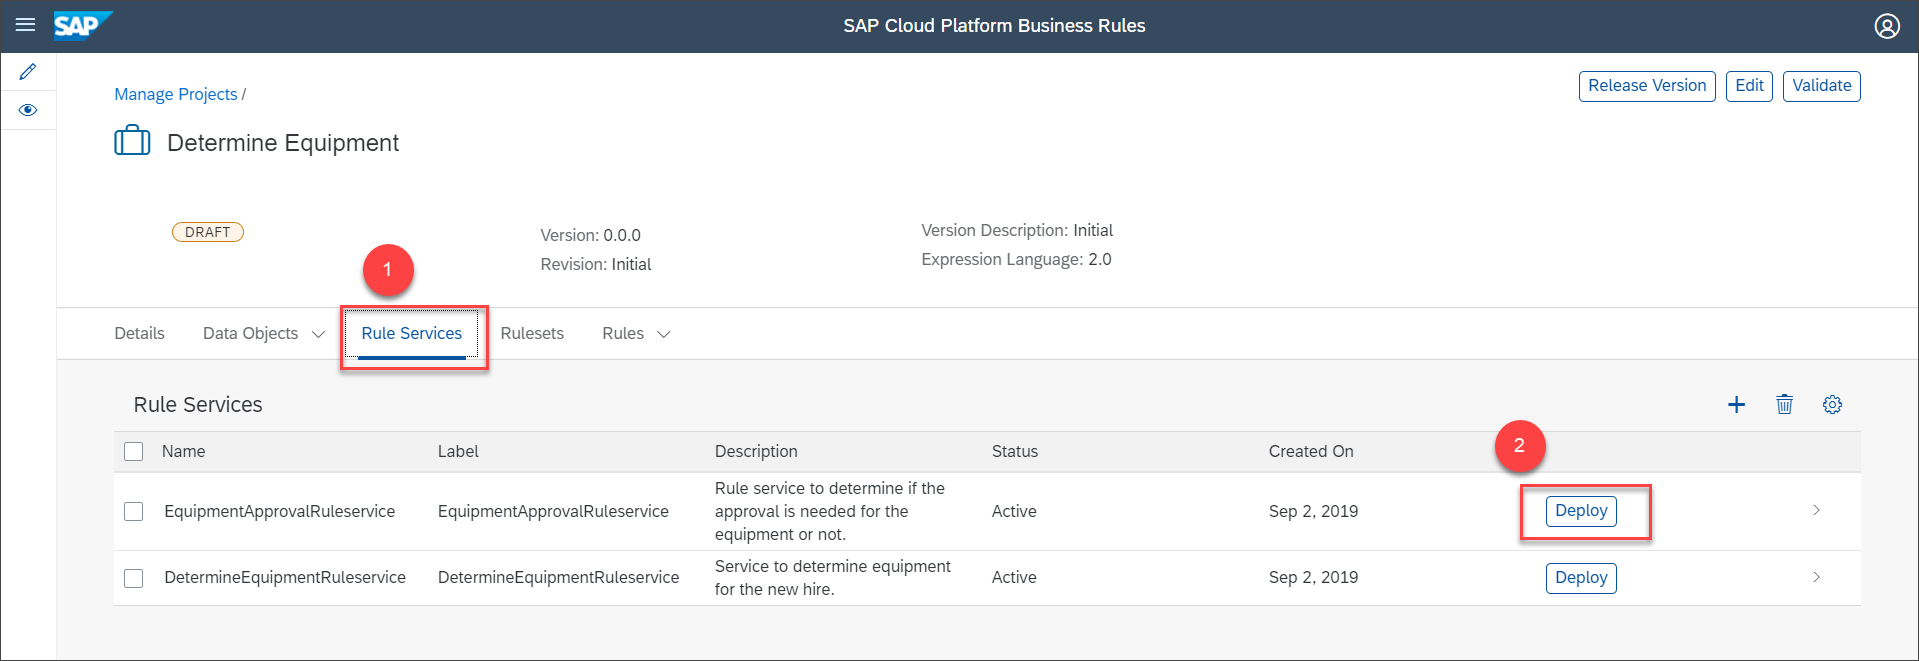 SAP
SAP Cloud Platform Business Rules
Manage Projects /
Release Version
Edit
Validate
Determine Equipment
DRAFT
Version: 0.0.0
Revision: Initial
Version Description: Initial
Expression Language: 2.0
1
Details
Data Objects
Rule Services
Rulesets
Rules
Rule Services
Name
Label
Description
Status
Created On
2
EquipmentApprovalRuleservice
EquipmentApprovalRuleservice
Rule service to determine if the
approval is needed for the
equipment or not.
Active
Sep 2, 2019
Deploy
DetermineEquipmentRuleservice
DetermineEquipmentRuleservice
Service to determine equipment
for the new hire.
Active
Sep 2, 2019
Deploy